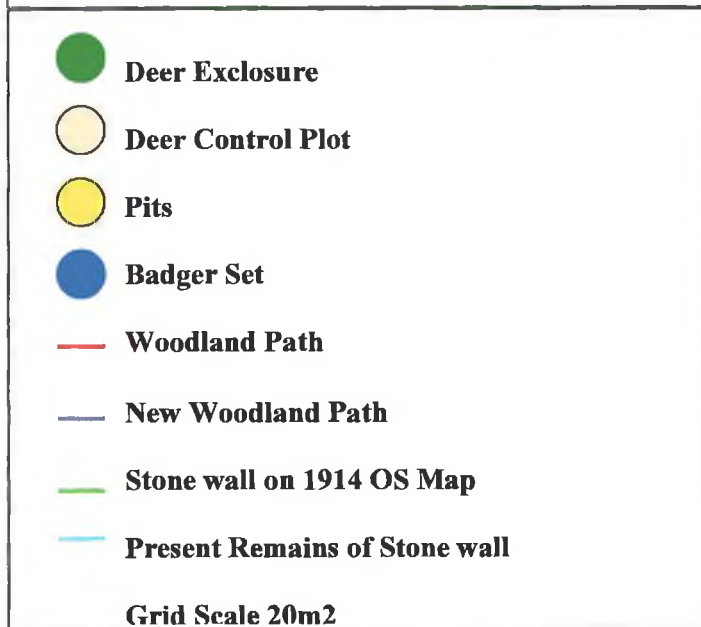 Deer Exclosure
Deer Control Plot
Pits
Badger Set
Woodland Path
New Woodland Path
Stone wall on 1914 OS Map
Present Remains of Stone wall
Grid Scale 20m2